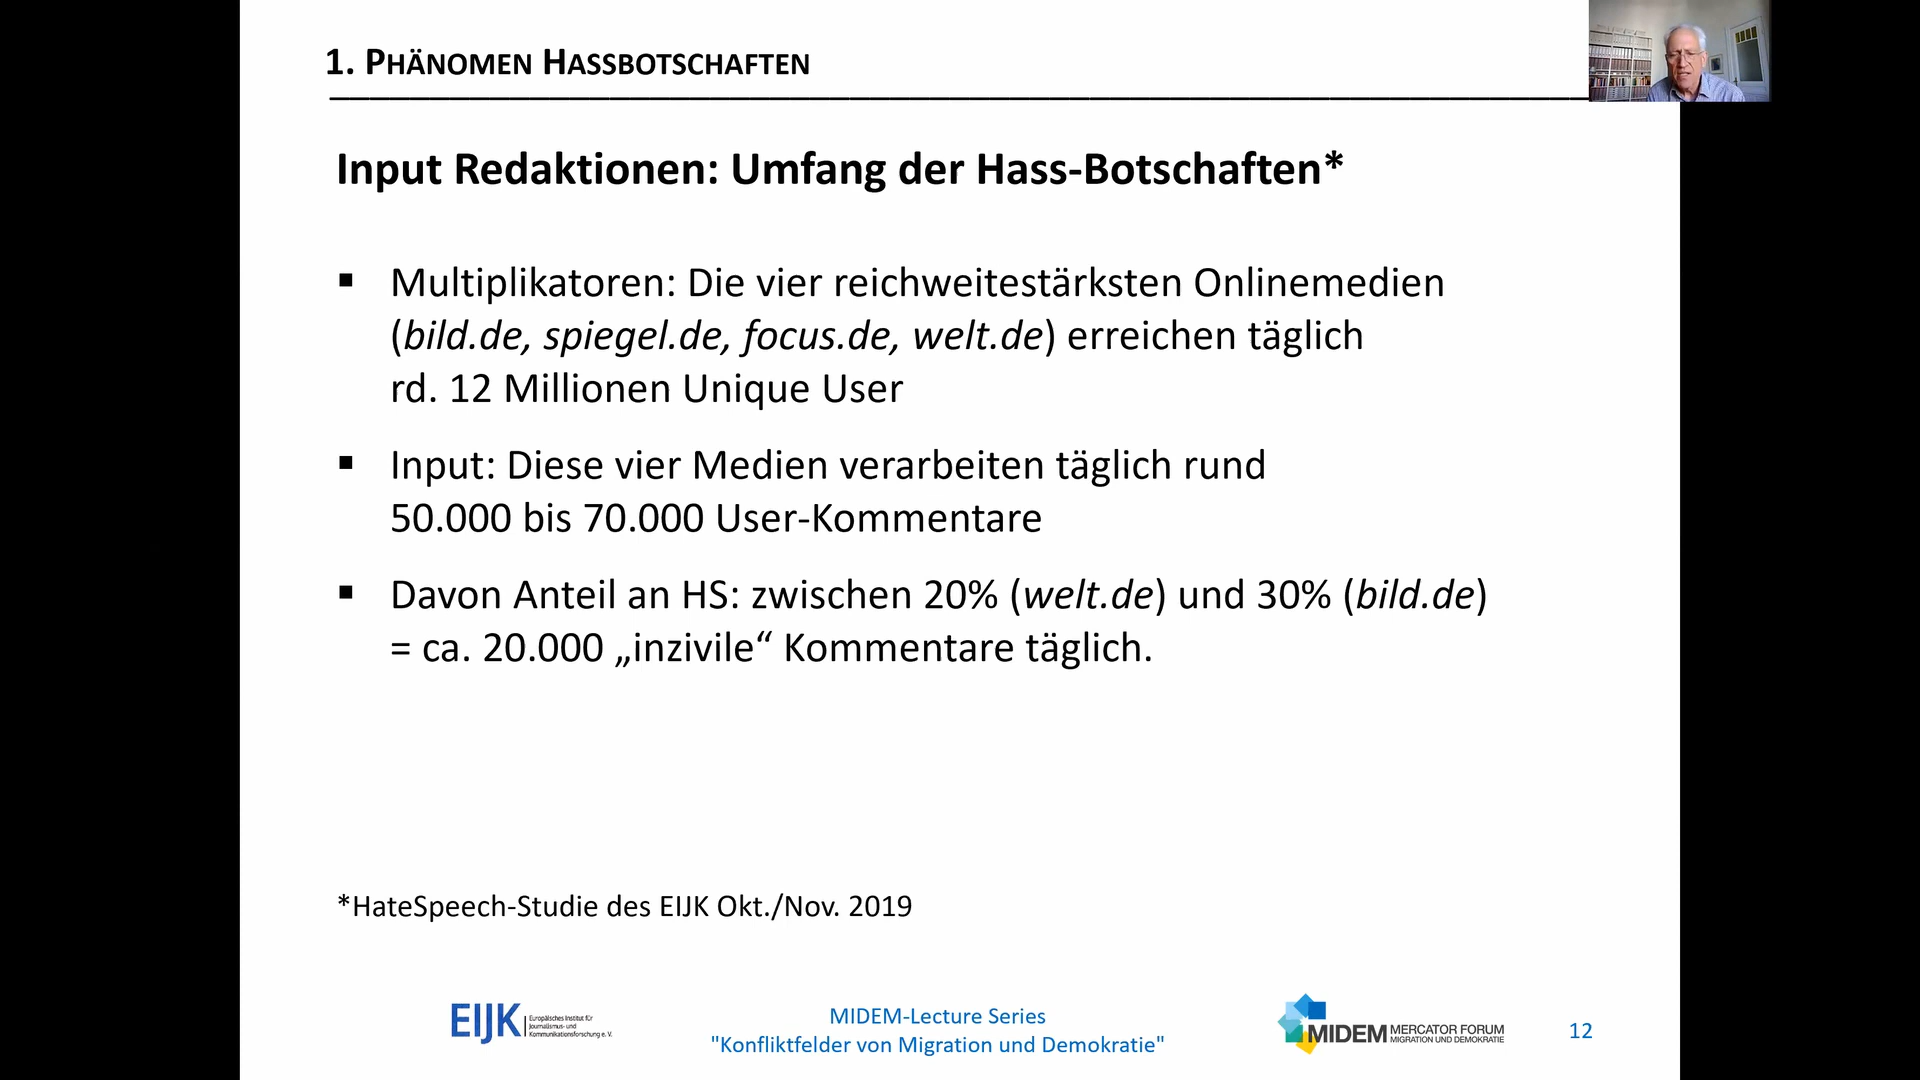 1. PHÄNOMEN HASSBOTSCHAFTEN
Input Redaktionen: Umfang der Hass-Botschaften*
▪ Multiplikatoren: Die vier reichweitestärksten Onlinemedien
(bild.de, spiegel.de, focus.de, welt.de) erreichen täglich
rd. 12 Millionen Unique User
▪ Input: Diese vier Medien verarbeiten täglich rund
50.000 bis 70.000 User-Kommentare
▪ Davon Anteil an HS: zwischen 20% (welt.de) und 30% (bild.de)
= ca. 20.000 „inzivile“ Kommentare täglich.
*HateSpeech-Studie des EIJK Okt./Nov. 2019
EIJK
Europäisches Institut für
Journalismus- und
Kommunikationsforschung e. V.
MIDEM-Lecture Series
"Konfliktfelder von Migration und Demokratie"
MIDEM
MERCATOR FORUM
MIGRATION UND DEMOKRATIE
12